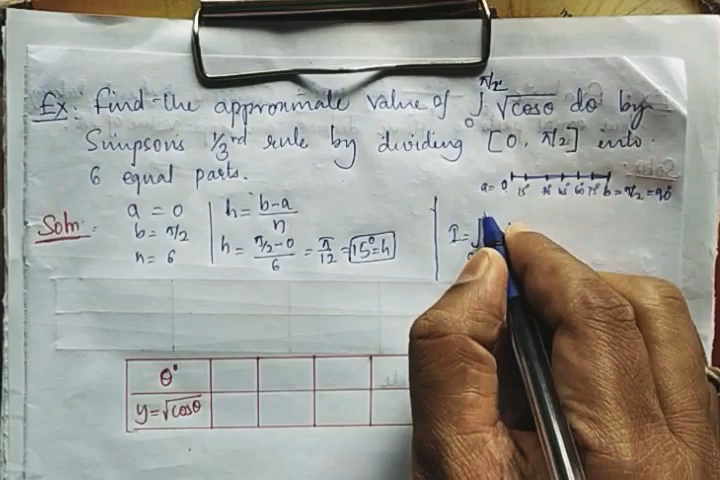 Ex: Find the approximate value of ∫₀^π/2 √cosθ dθ by
Simpson's 1/3rd rule by dividing [0, π/2] into
6 equal parts.
a = 0 15° 30° 45° 60° 75° b = π/2 = 90°
Soln:
a = 0
b = π/2
n = 6
h = b-a/n
h = π/2-0/6 = π/12 = 15° = h
I = ∫
θ°
y = √cosθ